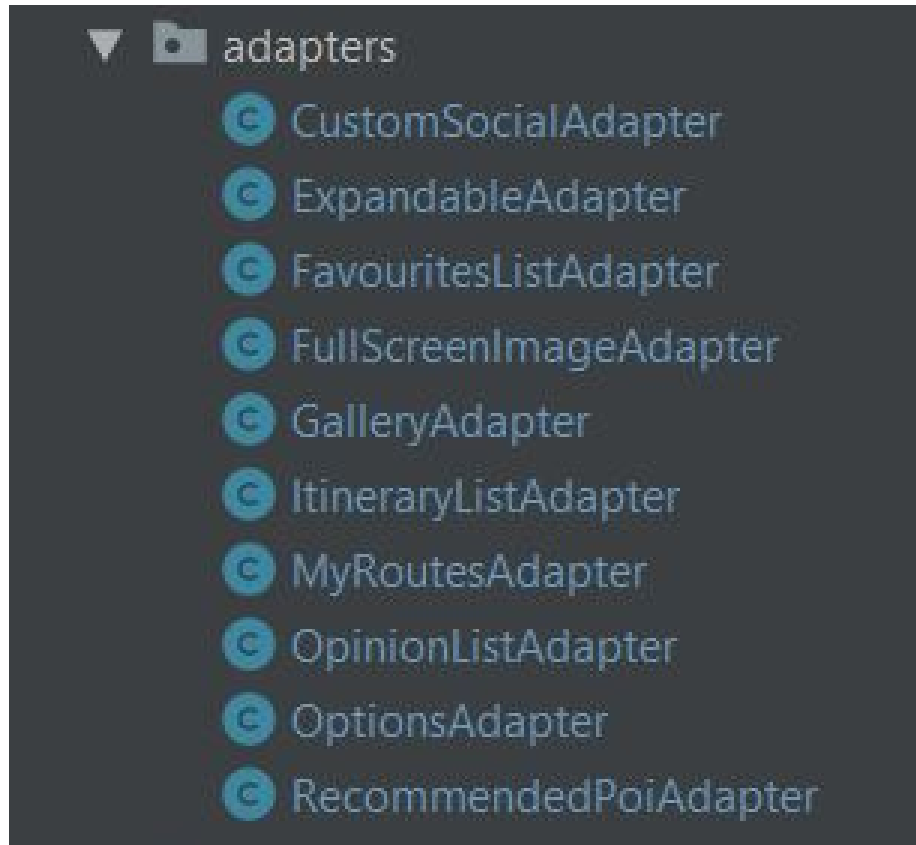 adapters
CustomSocialAdapter
ExpandableAdapter
FavouritesListAdapter
FullScreenImageAdapter
GalleryAdapter
ItineraryListAdapter
MyRoutesAdapter
OpinionListAdapter
OptionsAdapter
RecommendedPoiAdapter